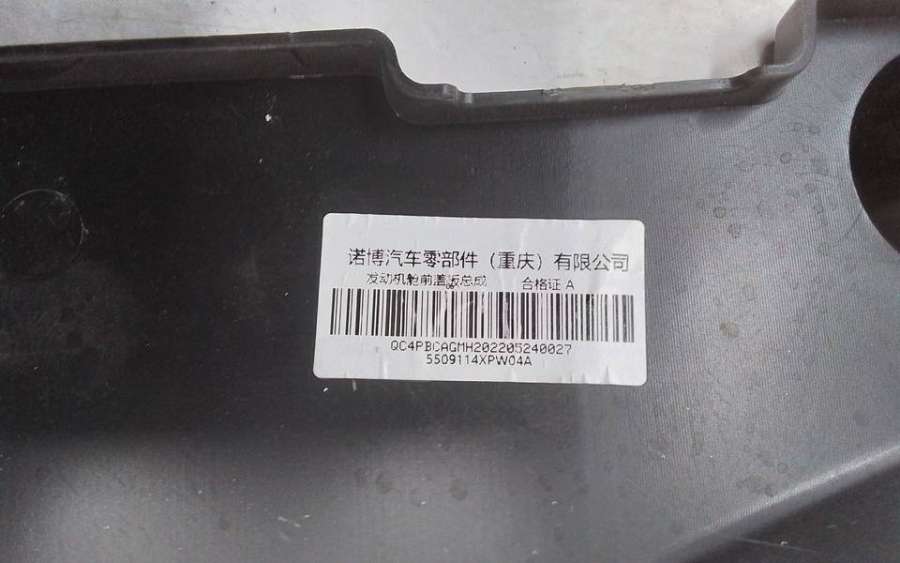 诺博汽车零部件（重庆）有限公司
发动机舱前盖板总成 合格证 A
QC4PBCAGMH202205240027
5509114XPW04A